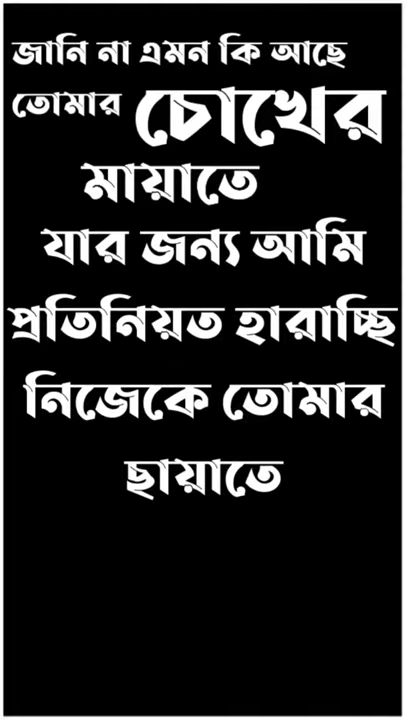 জানি না এমন কি আছে
তোমার চোখের
মায়াতে
যার জন্য আমি
প্রতিনিয়ত হারাচ্ছি
নিজেকে তোমার
ছায়াতে